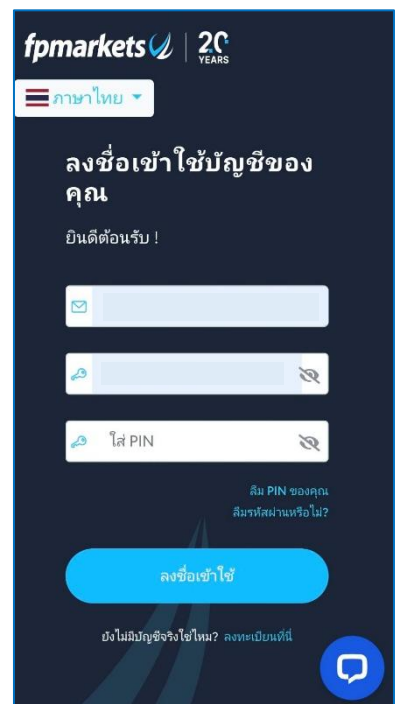 fpmarkets 20
YEARS
ภาษาไทย
ลงชื่อเข้าใช้บัญชีของ
คุณ
ยินดีต้อนรับ !
ใส่ PIN
ลืม PIN ของคุณ
ลืมรหัสผ่านหรือไม่?
ลงชื่อเข้าใช้
ยังไม่มีบัญชีจริงใช่ไหม? ลงทะเบียนที่นี่